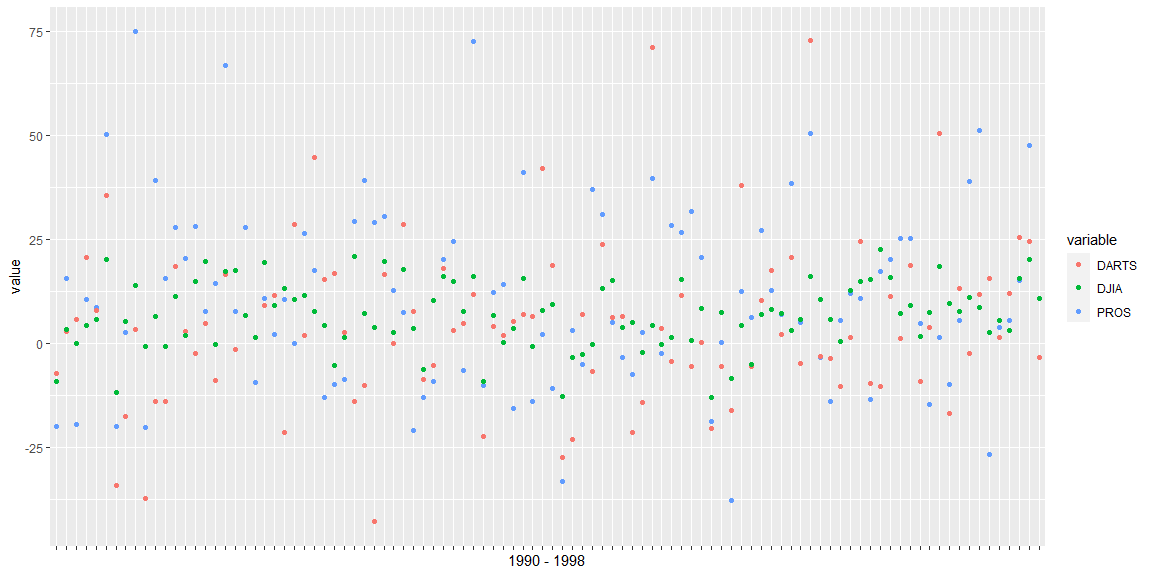 75
50
25
0
-25
value
1990 - 1998
variable
DARTS
DJIA
PROS